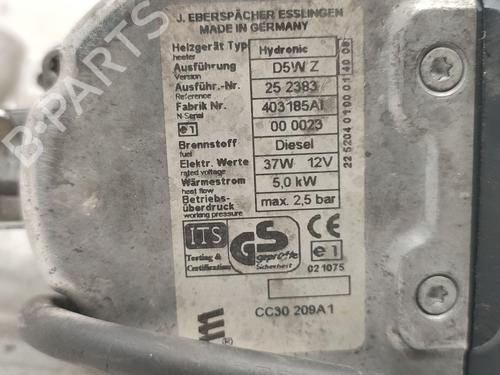 J. EBERSPÄCHER ESSLINGEN
MADE IN GERMANY
Heizgerät Typ Hydronic
heater
Ausführung D5W Z
Version
Ausführ.-Nr. 25 2383
Reference
Fabrik Nr. 403185AI
N-Serial
e1 00 0023
Brennstoff Diesel
fuel
Elektr. Werte 37W 12V
rated voltage
Wärmestrom 5,0 kW
heat flow
Betriebs-
überdruck max. 2,5 bar
working pressure
ITS
Testing &
Certification
GS
geprüfte
Sicherheit
CE
e1
021075
CC30 209A1
B-PARTS